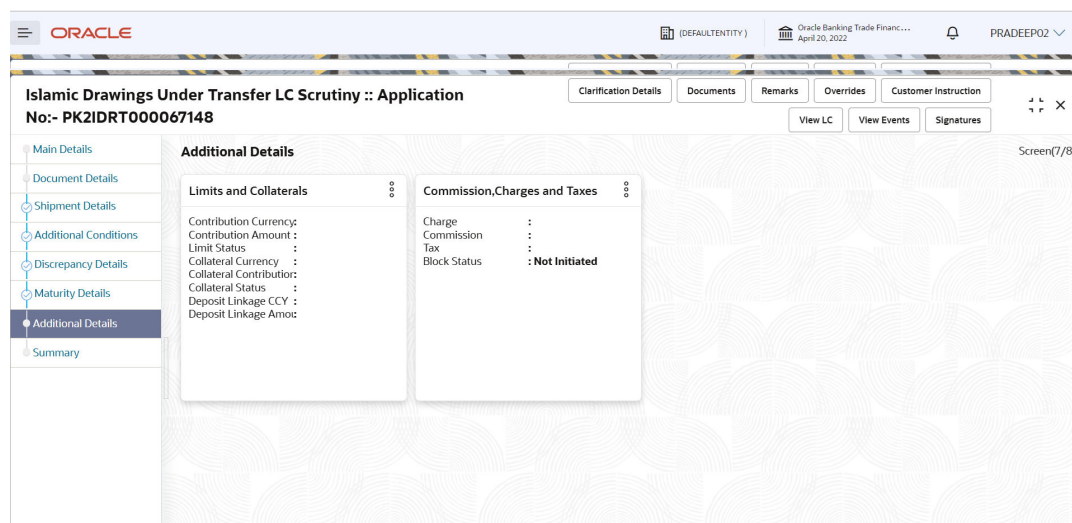 ORACLE
(DEFAULTENTITY)
Oracle Banking Trade Financ...
April 20, 2022
PRADEEP02
Islamic Drawings Under Transfer LC Scrutiny :: Application
No:- PK2IDRT000067148
Clarification Details
Documents
Remarks
Overrides
Customer Instruction
View LC
View Events
Signatures
Main Details
Document Details
Shipment Details
Additional Conditions
Discrepancy Details
Maturity Details
Additional Details
Summary
Additional Details
Screen(7/8
Limits and Collaterals
Contribution Currency:
Contribution Amount :
Limit Status :
Collateral Currency :
Collateral Contribution:
Collateral Status :
Deposit Linkage CCY :
Deposit Linkage Amou:
Commission,Charges and Taxes
Charge :
Commission :
Tax :
Block Status : Not Initiated